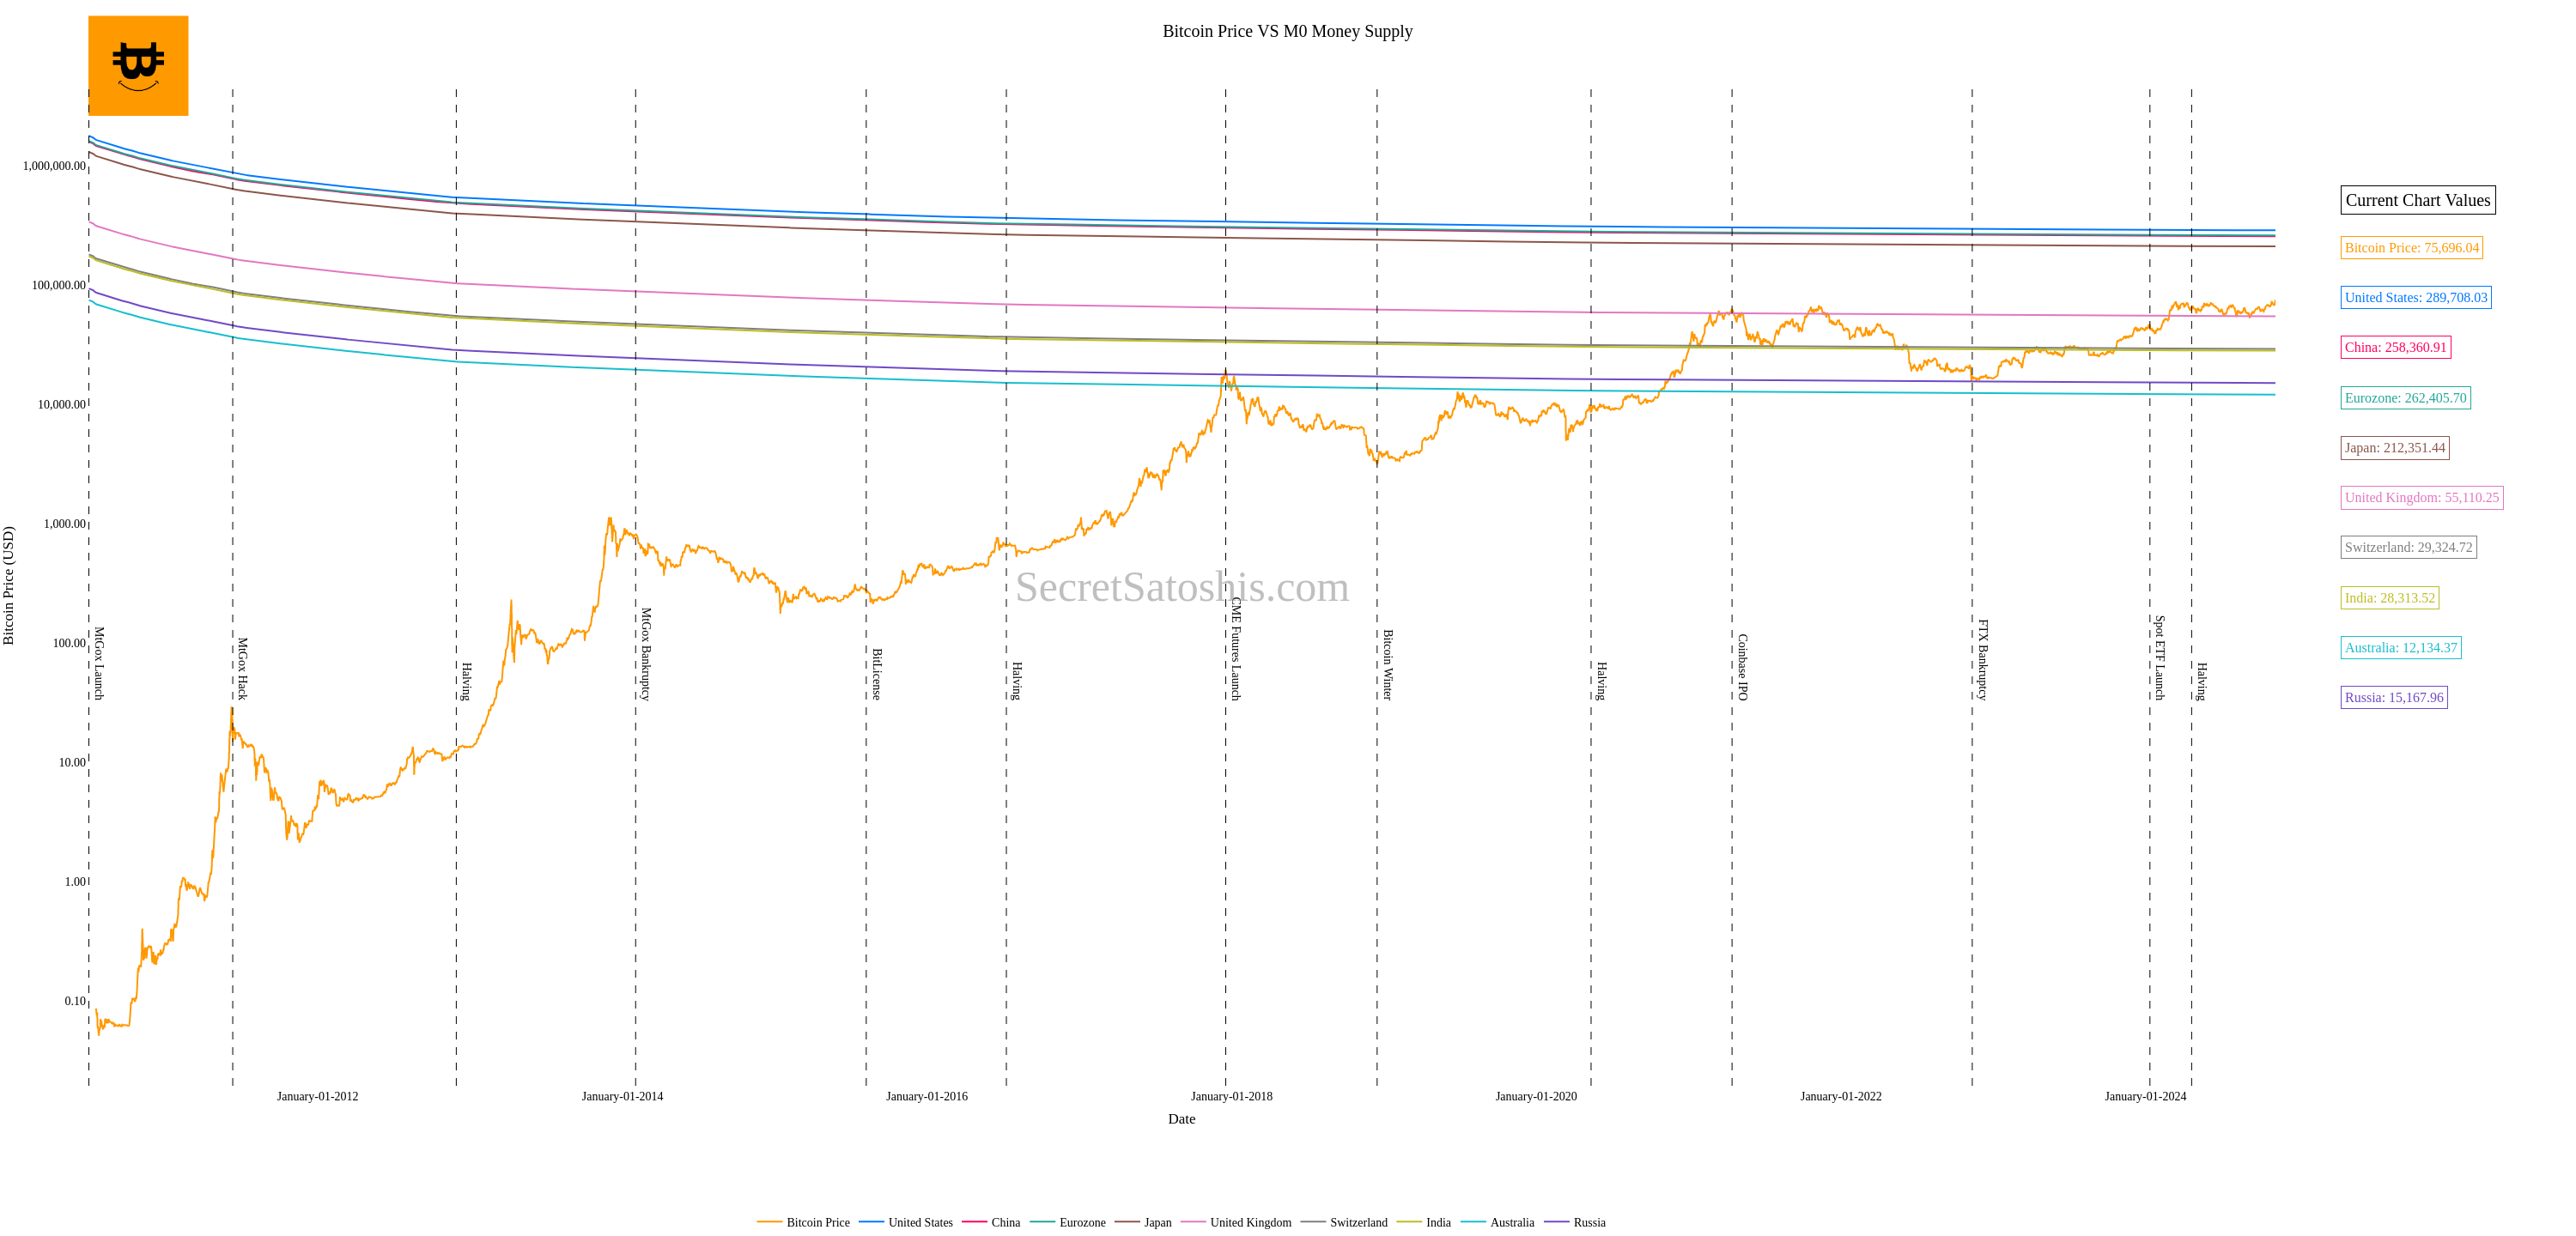 Bitcoin Price VS M0 Money Supply
1,000,000.00
100,000.00
10,000.00
1,000.00
100.00
10.00
1.00
0.10
Bitcoin Price (USD)
MtGox Launch
MtGox Hack
Halving
MtGox Bankruptcy
BitLicense
Halving
CME Futures Launch
Bitcoin Winter
Halving
Coinbase IPO
FTX Bankruptcy
Spot ETF Launch
Halving
SecretSatoshis.com
Current Chart Values
Bitcoin Price: 75,696.04
United States: 289,708.03
China: 258,360.91
Eurozone: 262,405.70
Japan: 212,351.44
United Kingdom: 55,110.25
Switzerland: 29,324.72
India: 28,313.52
Australia: 12,134.37
Russia: 15,167.96
January-01-2012
January-01-2014
January-01-2016
January-01-2018
January-01-2020
January-01-2022
January-01-2024
Date
Bitcoin Price United States China Eurozone Japan United Kingdom Switzerland India Australia Russia